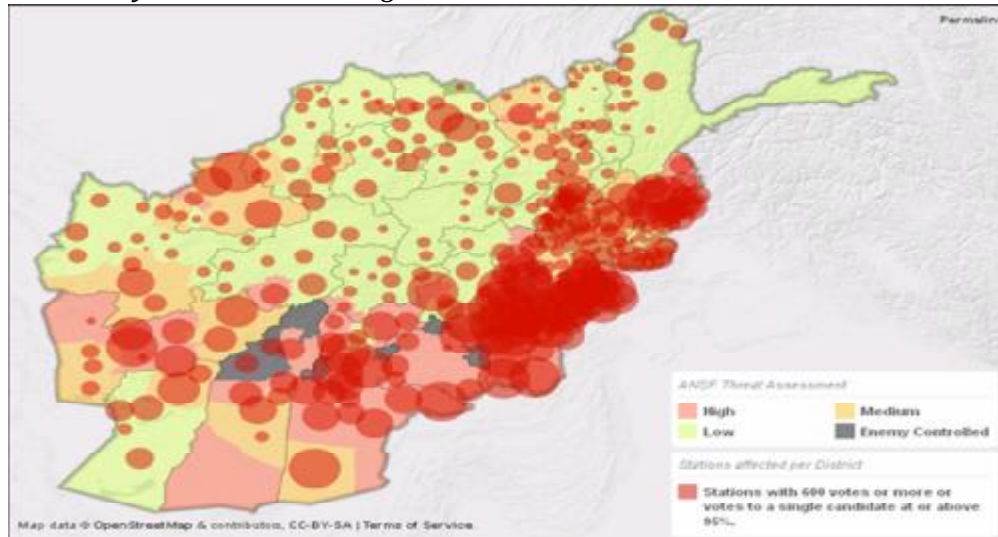 Permalin
ANSF Threat Assessment
High
Medium
Low
Enemy Controlled
Stations affected per District
Stations with 600 votes or more or
votes to a single candidate at or above
95%.
Map data © OpenStreetMap & contributors, CC-BY-SA | Terms of Service.